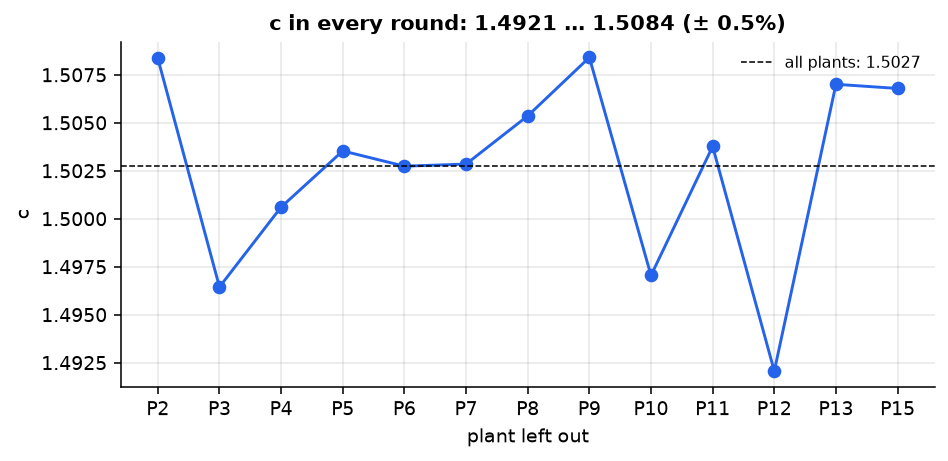 c in every round: 1.4921 … 1.5084 (± 0.5%)
all plants: 1.5027
1.5075
1.5050
1.5025
1.5000
1.4975
1.4950
1.4925
c
P2 P3 P4 P5 P6 P7 P8 P9 P10 P11 P12 P13 P15
plant left out